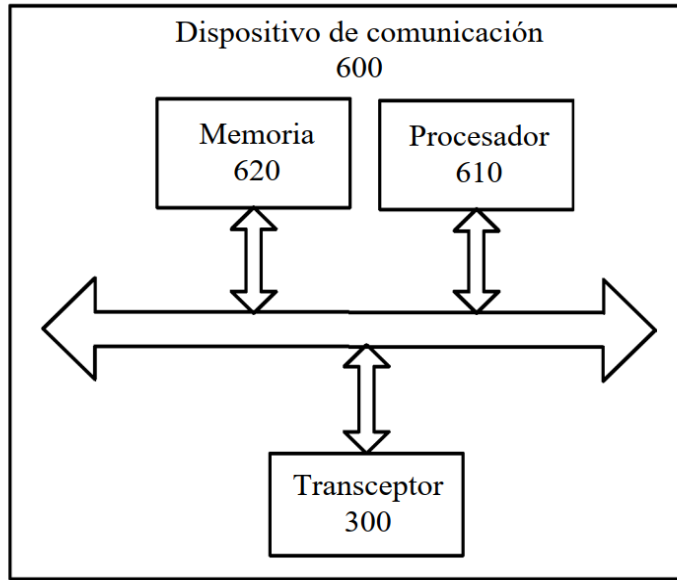 Dispositivo de comunicación
600
Memoria
620
Procesador
610
Transceptor
300